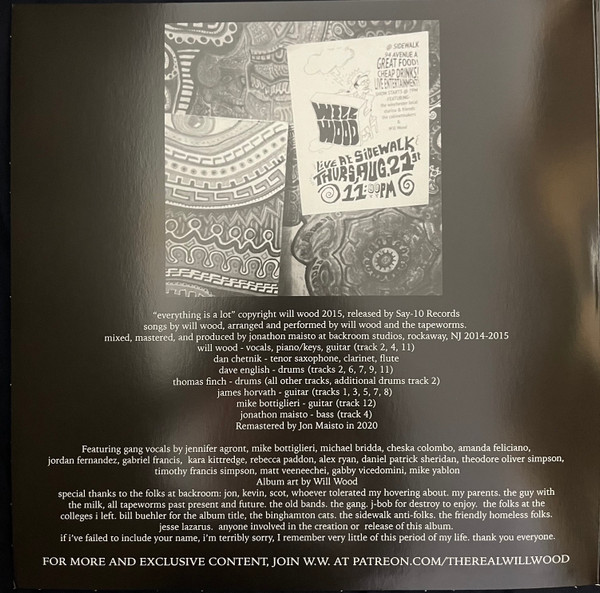 @ SIDEWALK
94 AVENUE A
GREAT FOOD!
CHEAP DRINKS!
LIVE ENTERTAINMENT!
SHOW STARTS @ 7PM
FEATURING:
& Will Wood
WILL
WOOD
LIVE AT SIDEWALK!
THURS AUG. 21st
11:00PM
"everything is a lot" copyright will wood 2015, released by Say-10 Records
songs by will wood, arranged and performed by will wood and the tapeworms.
mixed, mastered, and produced by jonathon maisto at backroom studios, rockaway, NJ 2014-2015
will wood - vocals, piano/keys, guitar (track 2, 4, 11)
dan chetnik - tenor saxophone, clarinet, flute
dave english - drums (tracks 2, 6, 7, 9, 11)
thomas finch - drums (all other tracks, additional drums track 2)
james horvath - guitar (tracks 1, 3, 5, 7, 8)
mike bottiglieri - guitar (track 12)
jonathon maisto - bass (track 4)
Remastered by Jon Maisto in 2020
Featuring gang vocals by jennifer agront, mike bottiglieri, michael bridda, cheska colombo, amanda feliciano,
jordan fernandez, gabriel francis, kara kittredge, rebecca paddon, alex ryan, daniel patrick sheridan, theodore oliver simpson,
timothy francis simpson, matt veneechei, gabby vicedomini, mike yablon
Album art by Will Wood
special thanks to the folks at backroom: jon, kevin, scot, whoever tolerated my hovering about. my parents. the guy with
the milk, all tapeworms past present and future. the old bands. the gang. j-bob for destroy to enjoy. the folks at the
colleges i left. bill buehler for the album title, the binghamton cats. the sidewalk anti-folks. the friendly homeless folks.
jesse lazarus. anyone involved in the creation or release of this album.
if i've failed to include your name, i'm terribly sorry, I remember very little of this period of my life. thank you everyone.
FOR MORE AND EXCLUSIVE CONTENT, JOIN W.W. AT PATREON.COM/THEREALWILLWOOD